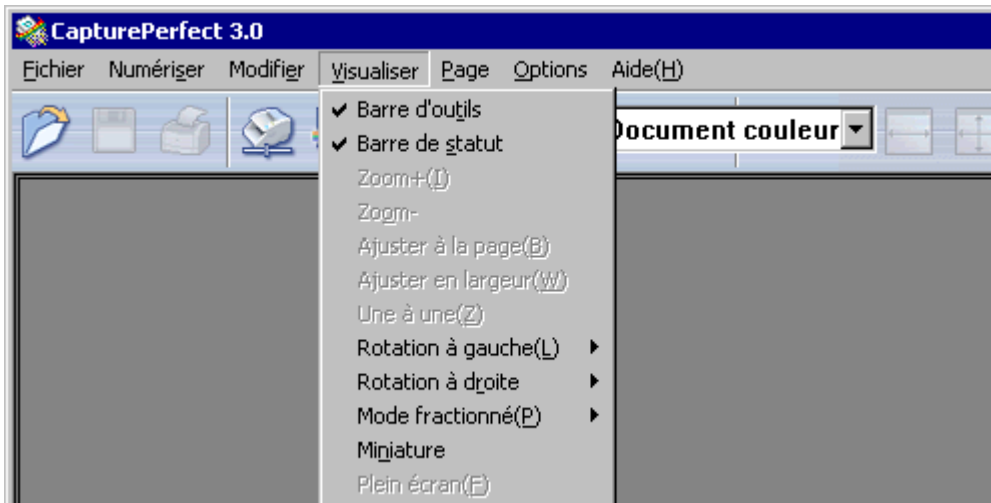 CapturePerfect 3.0
Fichier Numériser Modifier Visualiser Page Options Aide(H)
Document couleur
Barre d'outils
Barre de statut
Zoom+(I)
Zoom-
Ajuster à la page(B)
Ajuster en largeur(W)
Une à une(Z)
Rotation à gauche(L)
Rotation à droite
Mode fractionné(P)
Miniature
Plein écran(F)